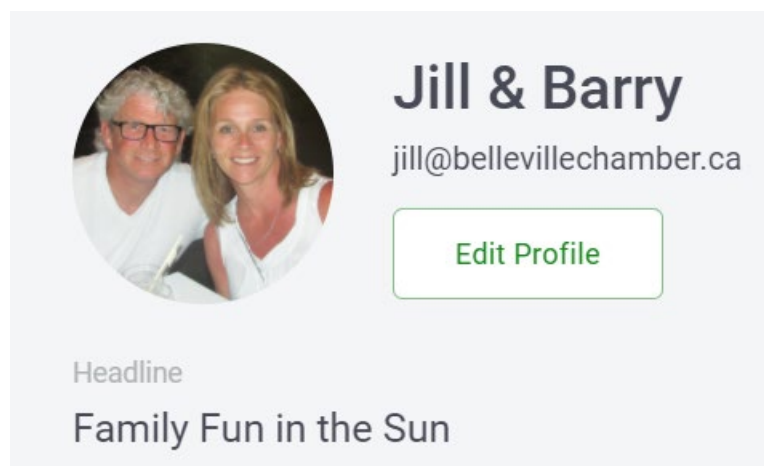 Jill & Barry
jill@bellevillechamber.ca
Edit Profile
Headline
Family Fun in the Sun